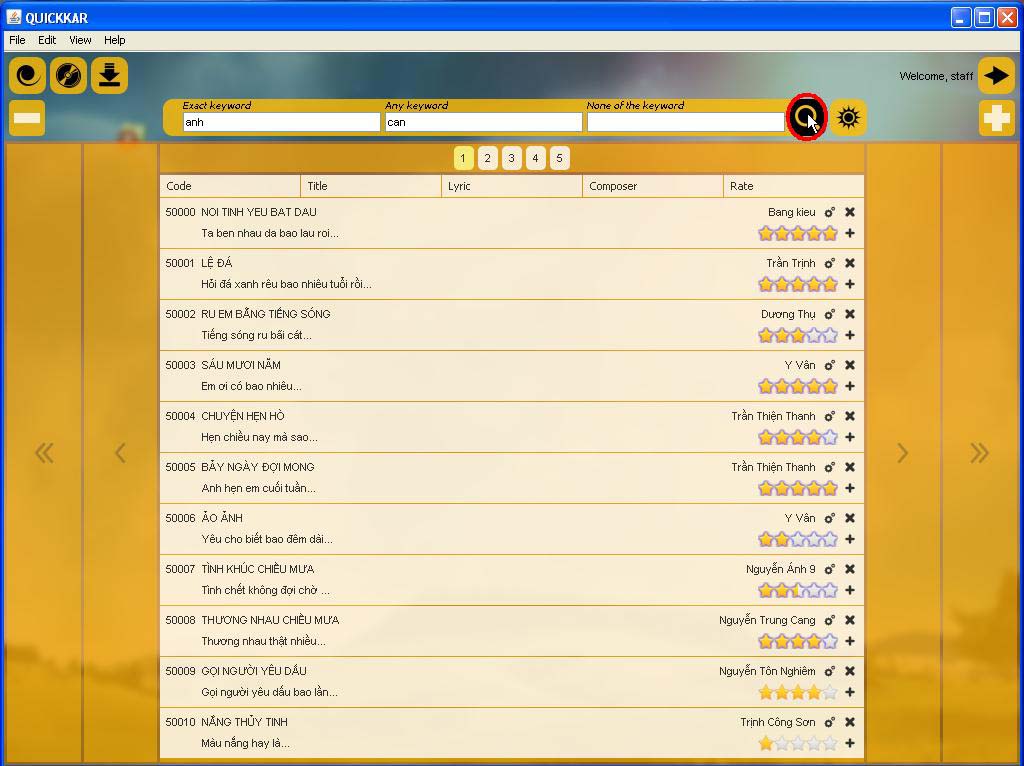 QUICKKAR
File Edit View Help
Welcome, staff
Exact keyword Any keyword None of the keyword
anh can
1 2 3 4 5
Code Title Lyric Composer Rate
50000 NOI TINH YEU BAT DAU Bang kieu
Ta ben nhau da bao lau roi...
50001 LỆ ĐÁ Trần Trịnh
Hỏi đá xanh rêu bao nhiêu tuổi rồi...
50002 RU EM BẰNG TIẾNG SÓNG Dương Thụ
Tiếng sóng ru bãi cát...
50003 SÁU MƯƠI NĂM Y Vân
Em ơi có bao nhiêu...
50004 CHUYỆN HẸN HÒ Trần Thiện Thanh
Hẹn chiều nay mà sao...
50005 BẢY NGÀY ĐỢI MONG Trần Thiện Thanh
Anh hẹn em cuối tuần...
50006 ẢO ẢNH Y Vân
Yêu cho biết bao đêm dài...
50007 TÌNH KHÚC CHIỀU MƯA Nguyễn Ánh 9
Tình chết không đợi chờ ...
50008 THƯƠNG NHAU CHIỀU MƯA Nguyễn Trung Cang
Thương nhau thật nhiều...
50009 GỌI NGƯỜI YÊU DẤU Nguyễn Tôn Nghiêm
Gọi người yêu dấu bao lần...
50010 NẮNG THỦY TINH Trịnh Công Sơn
Màu nắng hay là...